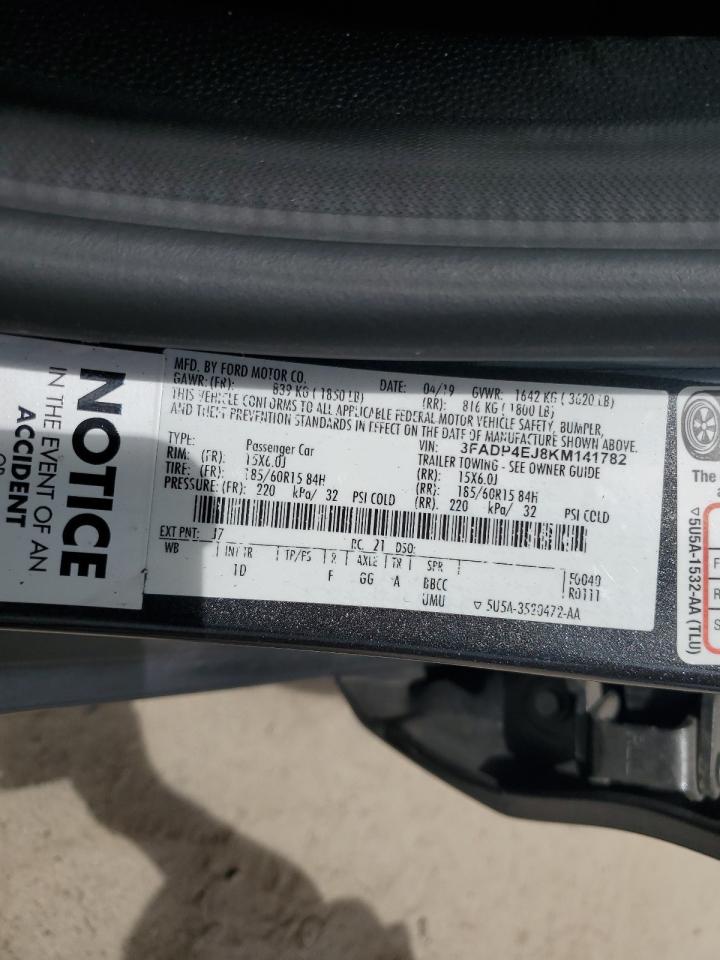 NOTICE
IN THE EVENT OF AN
ACCIDENT
OR
MFD. BY FORD MOTOR CO.
DATE: 04/19 GVWR: 1642 KG ( 3620 LB)
GAWR: (FR): 839 KG ( 1850 LB) (RR): 816 KG ( 1800 LB)
THIS VEHICLE CONFORMS TO ALL APPLICABLE FEDERAL MOTOR VEHICLE SAFETY, BUMPER,
AND THEFT PREVENTION STANDARDS IN EFFECT ON THE DATE OF MANUFACTURE SHOWN ABOVE.
VIN: 3FADP4EJ8KM141782
TYPE: Passenger Car TRAILER TOWING - SEE OWNER GUIDE
RIM: (FR): 15X6.0J (RR): 15X6.0J
TIRE: (FR): 185/60R15 84H (RR): 185/60R15 84H
PRESSURE: (FR): 220 kPa/ 32 PSI COLD (RR): 220 kPa/ 32 PSI COLD
EXT PNT: J7 RC: 21 DSO:
WB INT TR TP/PS R AXLE TR SPR
1D F GG A BBCC F0040
UMU R0111
▽ 5U5A-3520472-AA
The
▽5U5A-1532-AA (TLU)
F
R
S